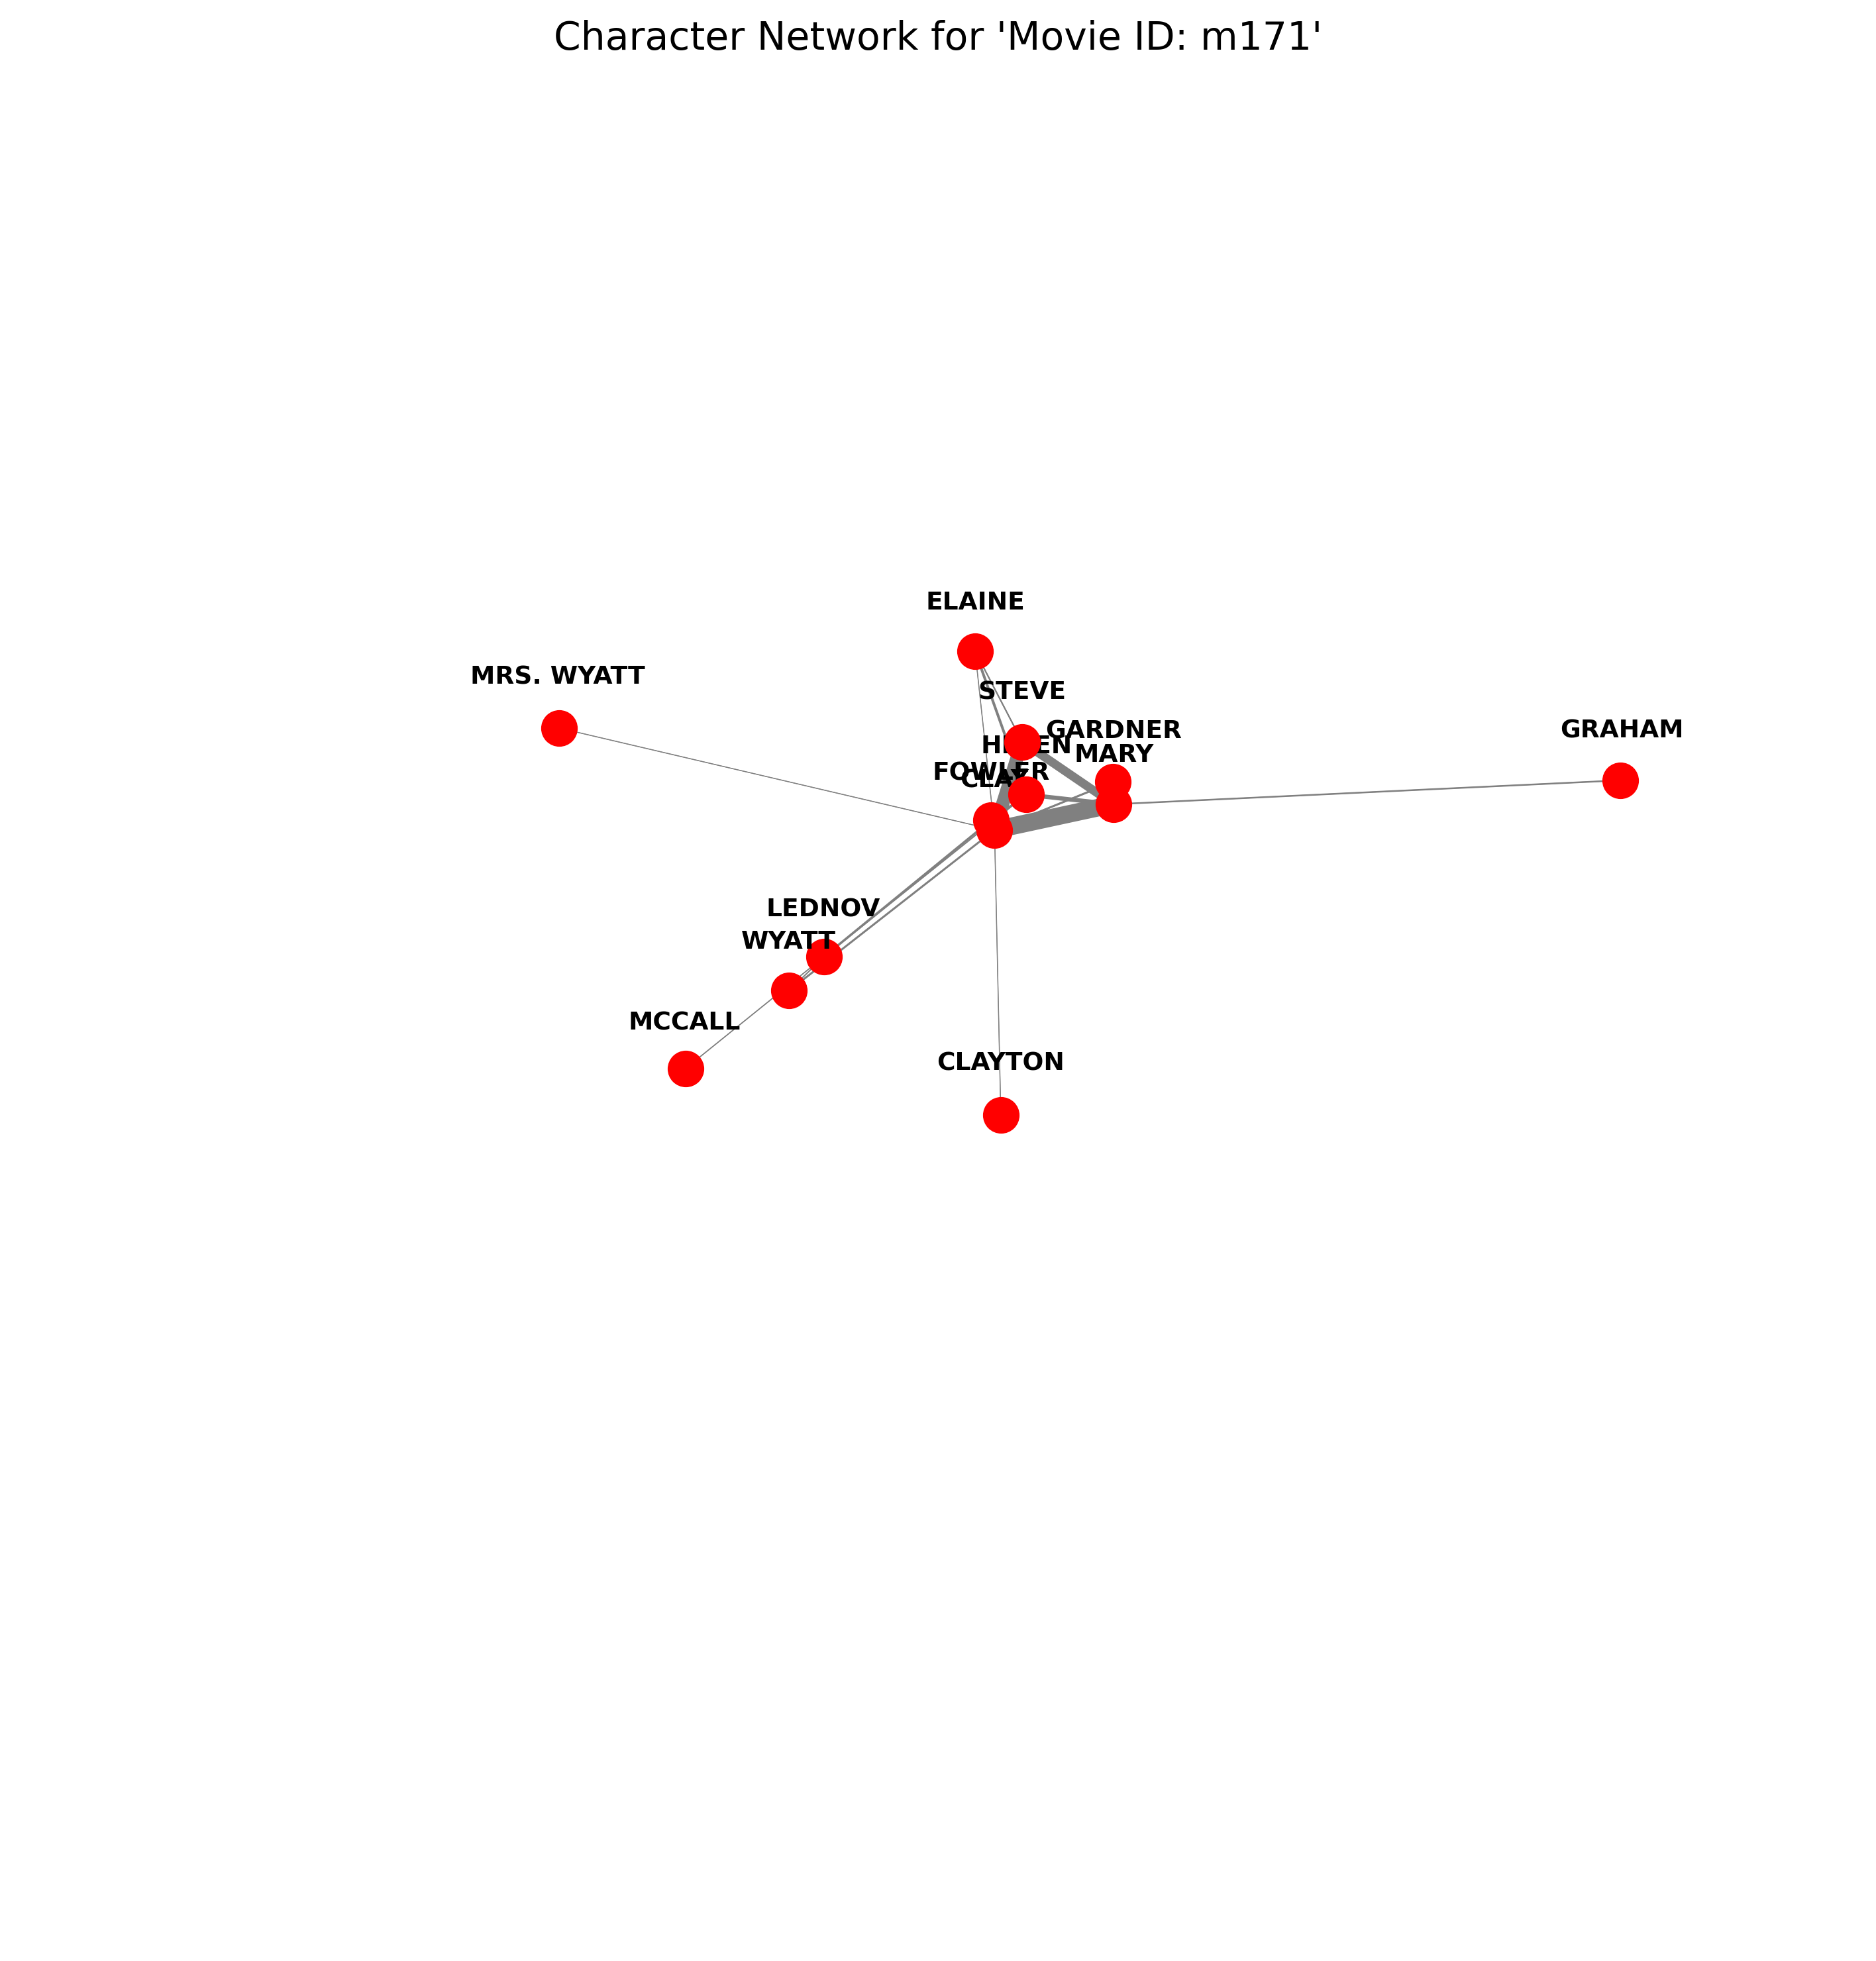 Character Network for 'Movie ID: m171'
ELAINE
MRS. WYATT
STEVE
GARDNER
GRAHAM
MARY
FOWLER
LEDNOV
WYATT
MCCALL
CLAYTON